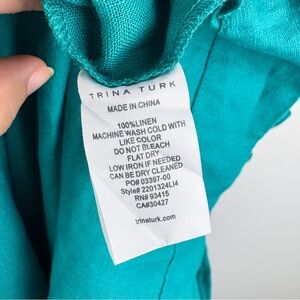 TRINA TURK
MADE IN CHINA
100%LINEN
MACHINE WASH COLD WITH
LIKE COLOR
DO NOT BLEACH
FLAT DRY
LOW IRON IF NEEDED
CAN BE DRY CLEANED
PO# 03397-00
Style# 2201324LI4
RN# 93415
CA#30427
trinaturk.com